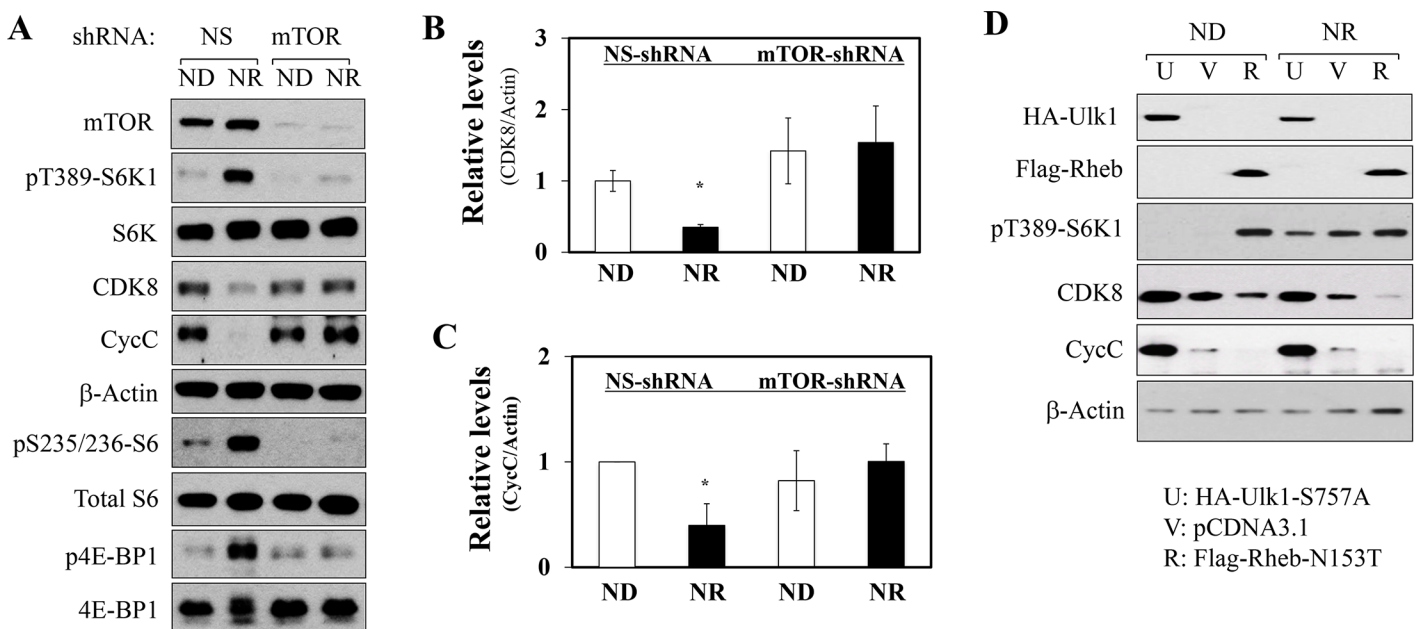 A
shRNA: NS mTOR
ND NR ND NR
mTOR
pT389-S6K1
S6K
CDK8
CycC
β-Actin
pS235/236-S6
Total S6
p4E-BP1
4E-BP1
B
Relative levels
(CDK8/Actin)
3
2
1
0
NS-shRNA mTOR-shRNA
*
ND NR ND NR
C
Relative levels
(CycC/Actin)
2
1
0
NS-shRNA mTOR-shRNA
*
ND NR ND NR
D
ND NR
U V R U V R
HA-Ulk1
Flag-Rheb
pT389-S6K1
CDK8
CycC
β-Actin
U: HA-Ulk1-S757A
V: pCDNA3.1
R: Flag-Rheb-N153T